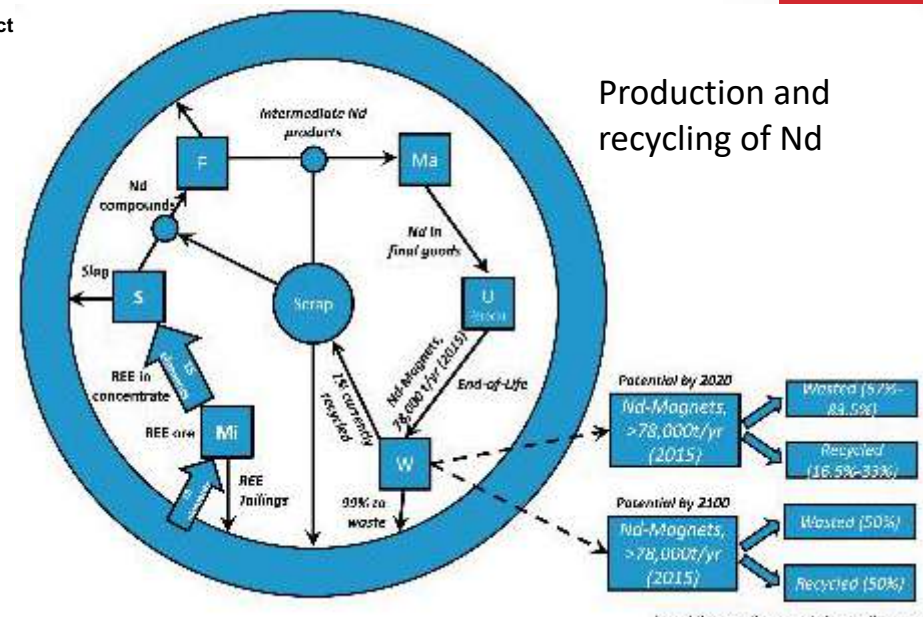 ct
Production and
recycling of Nd
Intermediate Nd
products
F
Ma
Nd
compounds
Nd in
final goods
Slag
S
Scrap
U
REE in
concentrate
1% currently
recycled
Nd-Magnets,
78,000 t/yr (2015)
End-of-Life
REE ore
Mi
REE
Tailings
W
99% to
waste
Potential by 2020
Nd-Magnets,
>78,000t/yr
(2015)
Wasted (67%-
83.5%)
Recycled
(16.5%-33%)
Potential by 2100
Nd-Magnets,
>78,000t/yr
(2015)
Wasted (50%)
Recycled (50%)